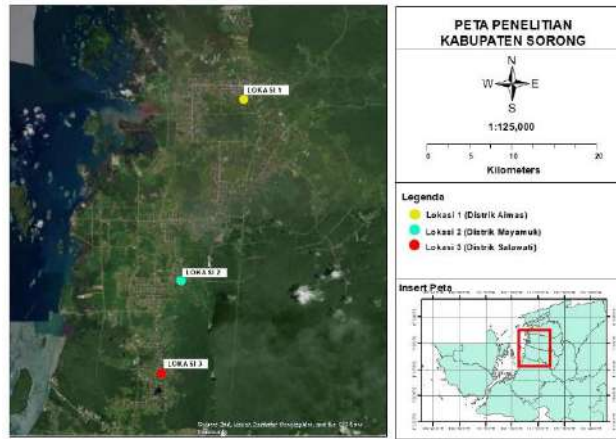 LOKASI 1
LOKASI 2
LOKASI 3
PETA PENELITIAN
KABUPATEN SORONG
N
W E
S
1:125,000
0 5 10 20
Kilometers
Legenda
Lokasi 1 (Distrik Aimas)
Lokasi 2 (Distrik Mayamuk)
Lokasi 3 (Distrik Salawati)
Insert Peta